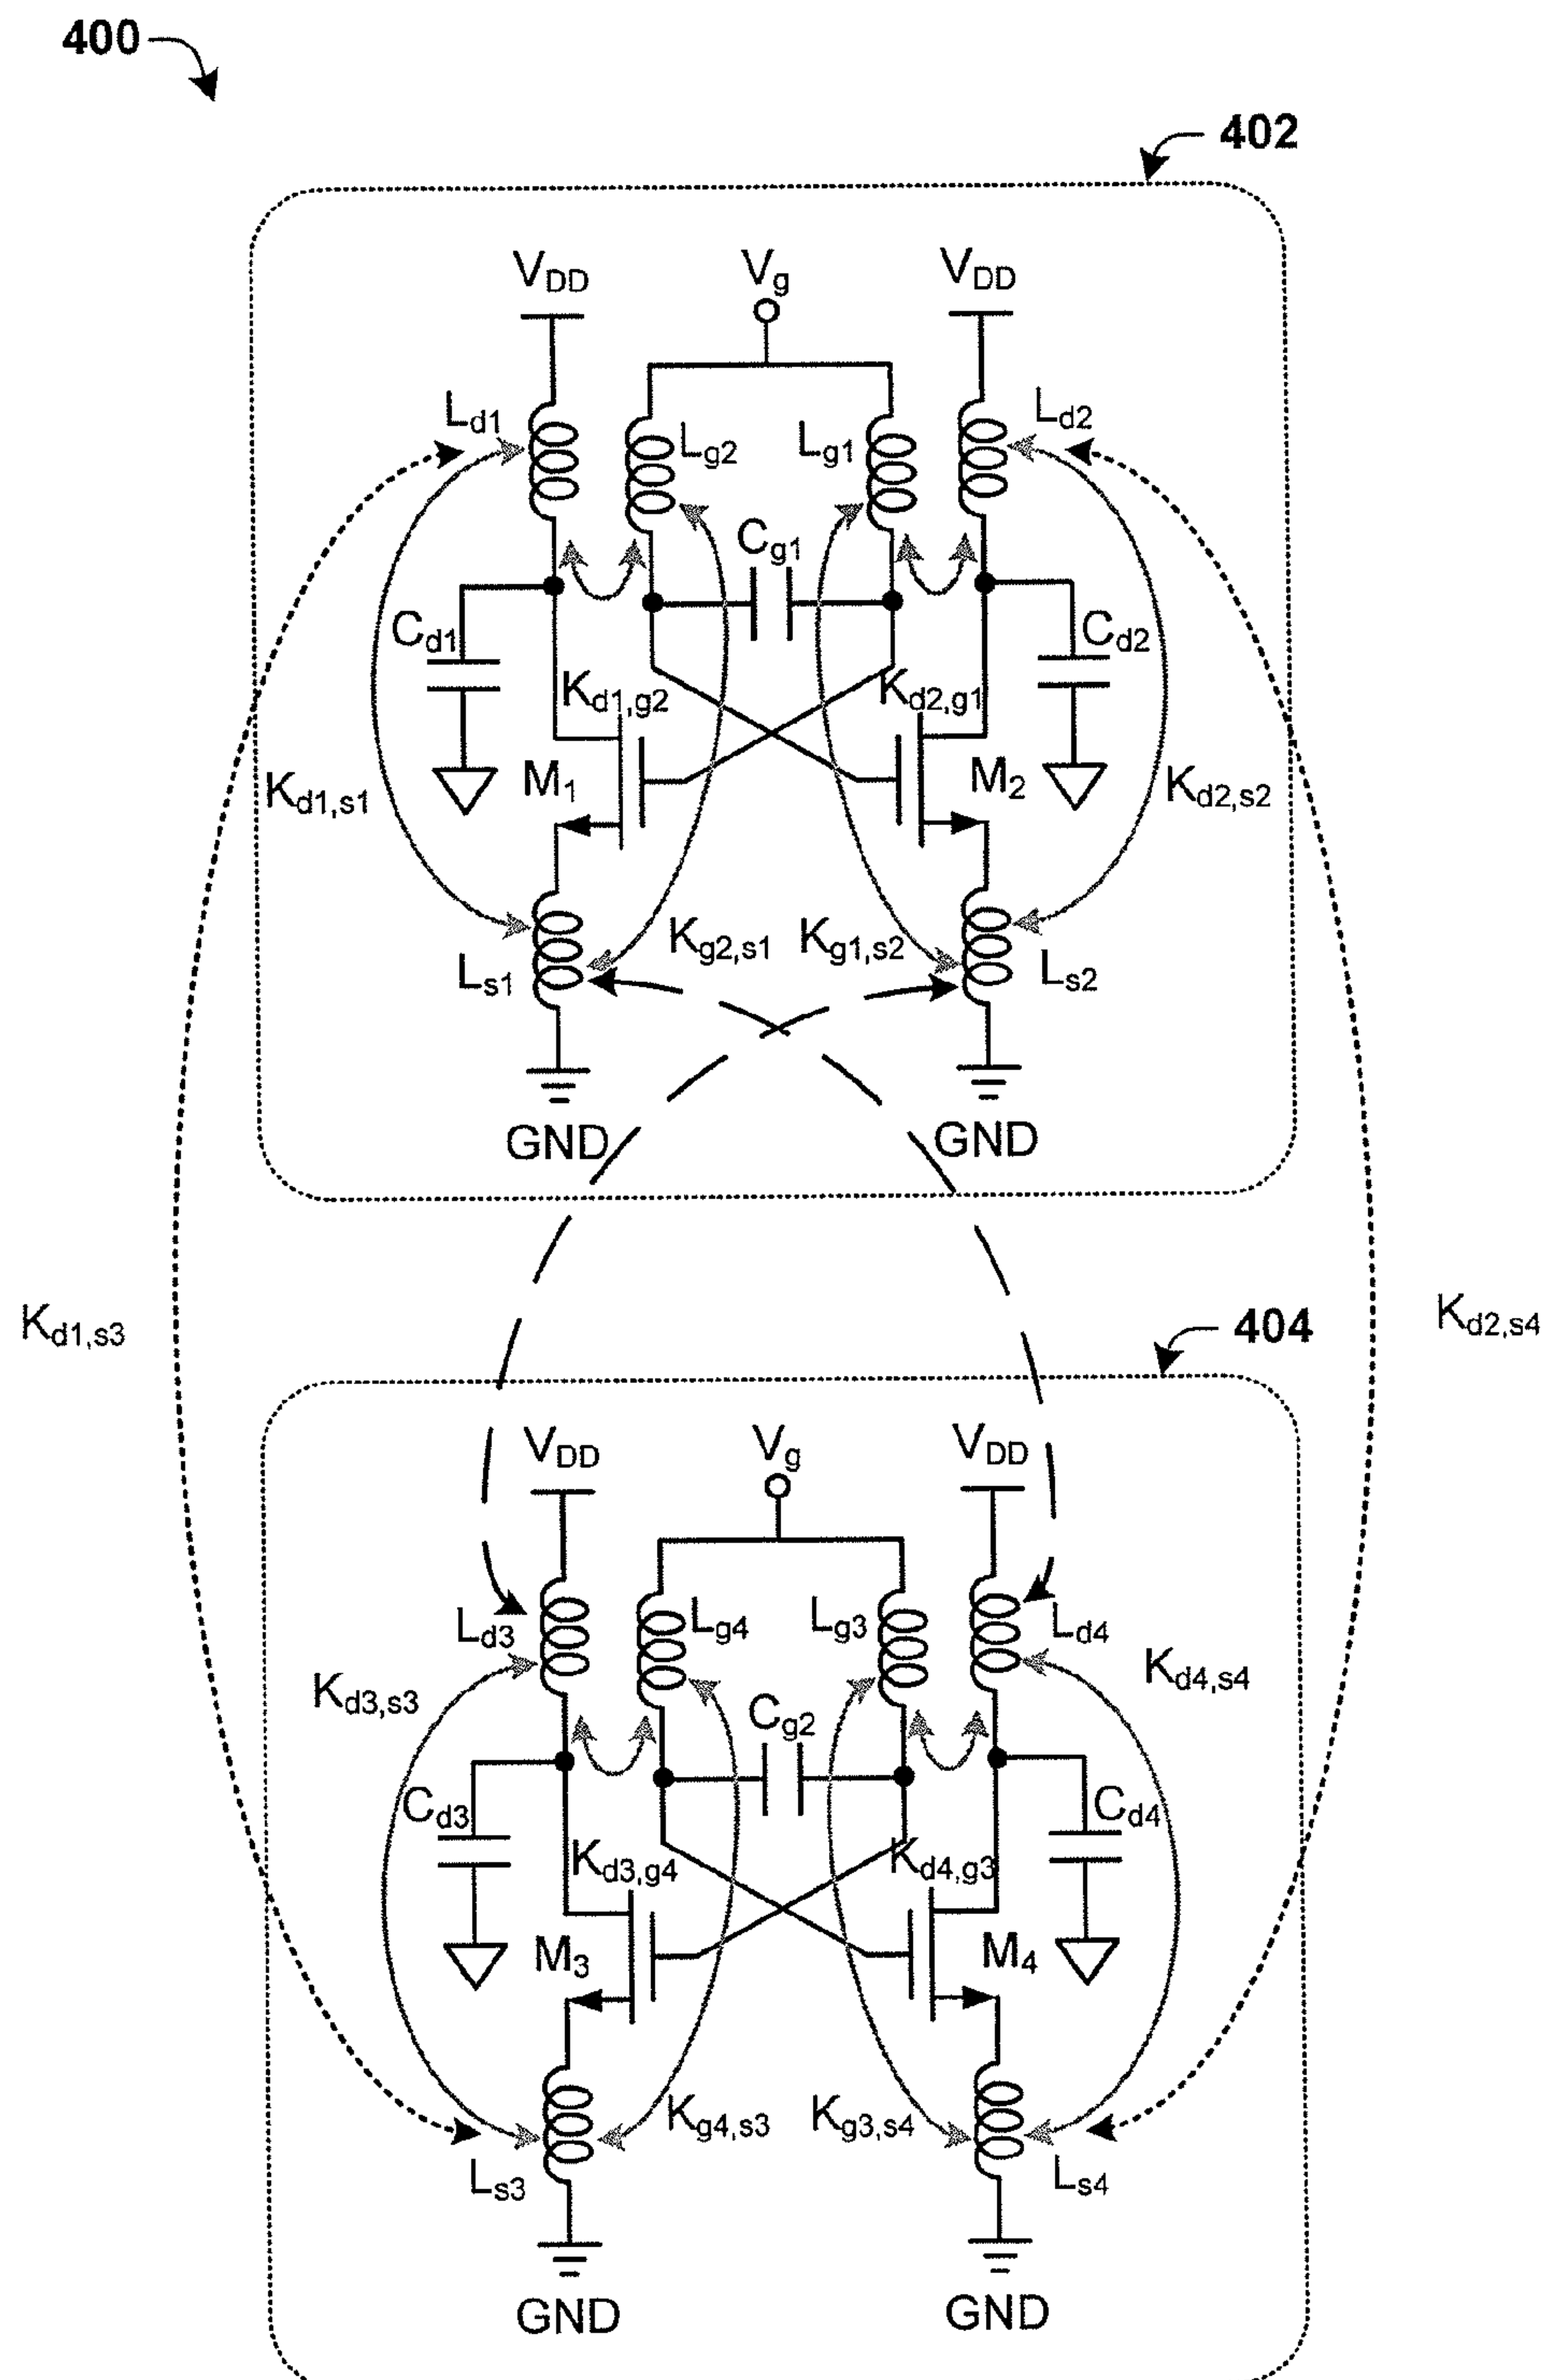 400
402
VDD
Vg
VDD
Ld1
Lg2
Lg1
Ld2
Cg1
Cd1
Cd2
Kd1,g2
Kd2,g1
M1
M2
Kd1,s1
Kd2,s2
Kg2,s1
Kg1,s2
Ls1
Ls2
GND
GND
Kd1,s3
Kd2,s4
404
VDD
Vg
VDD
Ld3
Lg4
Lg3
Ld4
Kd3,s3
Kd4,s4
Cg2
Cd3
Cd4
Kd3,g4
Kd4,g3
M3
M4
Kg4,s3
Kg3,s4
Ls3
Ls4
GND
GND